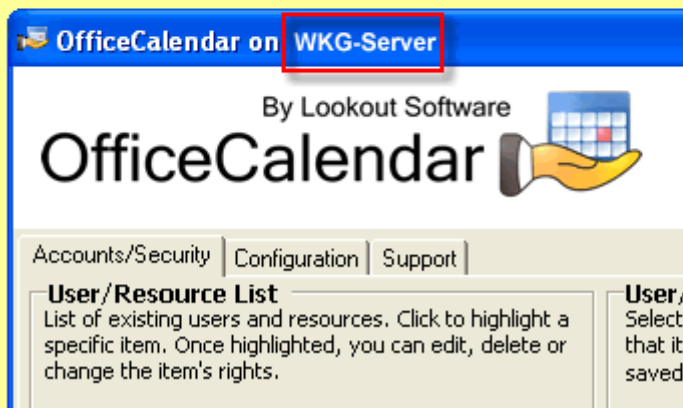 OfficeCalendar on WKG-Server
By Lookout Software
OfficeCalendar
Accounts/Security Configuration Support
User/Resource List
List of existing users and resources. Click to highlight a
specific item. Once highlighted, you can edit, delete or
change the item's rights.
User/
Select
that it
saved